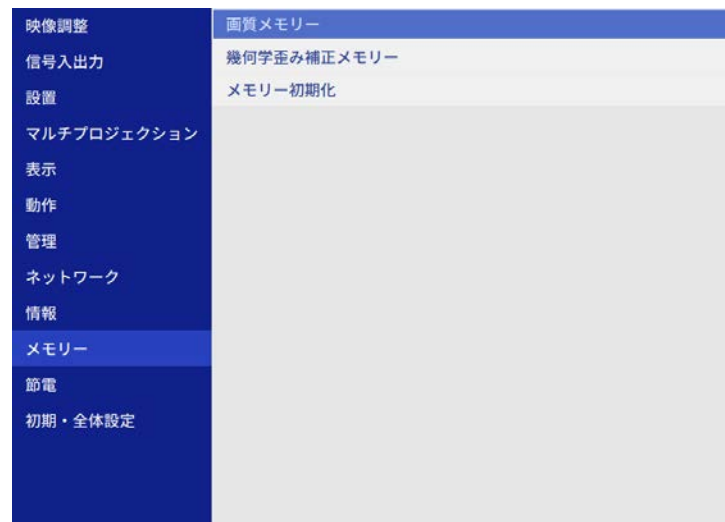 映像調整
信号入出力
設置
マルチプロジェクション
表示
動作
管理
ネットワーク
情報
メモリー
節電
初期・全体設定
画質メモリー
幾何学歪み補正メモリー
メモリー初期化